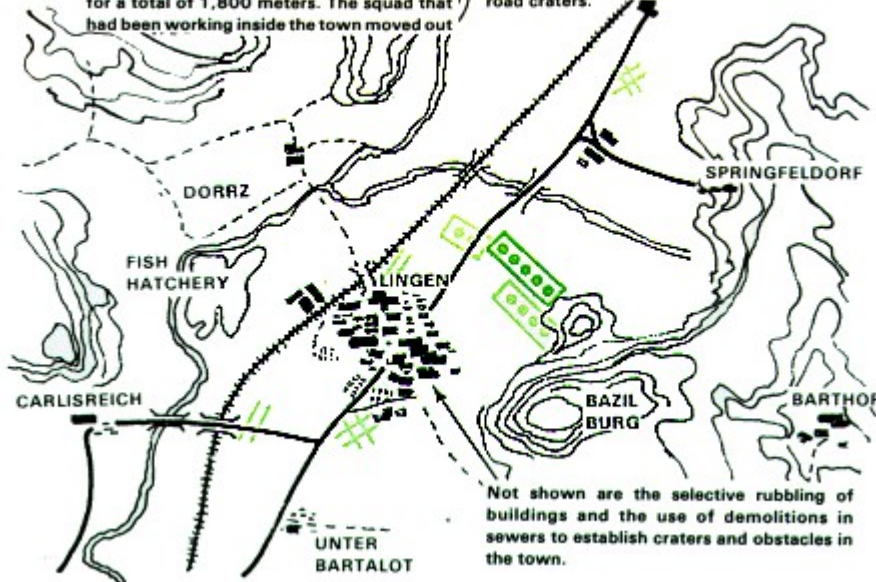 for a total of 1,800 meters. The squad that
had been working inside the town moved out
road craters.
SPRINGFELDORF
DORRZ
FISH
HATCHERY
LINGEN
CARLISREICH
BAZIL
BURG
BARTHOF
Not shown are the selective rubbling of
buildings and the use of demolitions in
sewers to establish craters and obstacles in
the town.
UNTER
BARTALOT